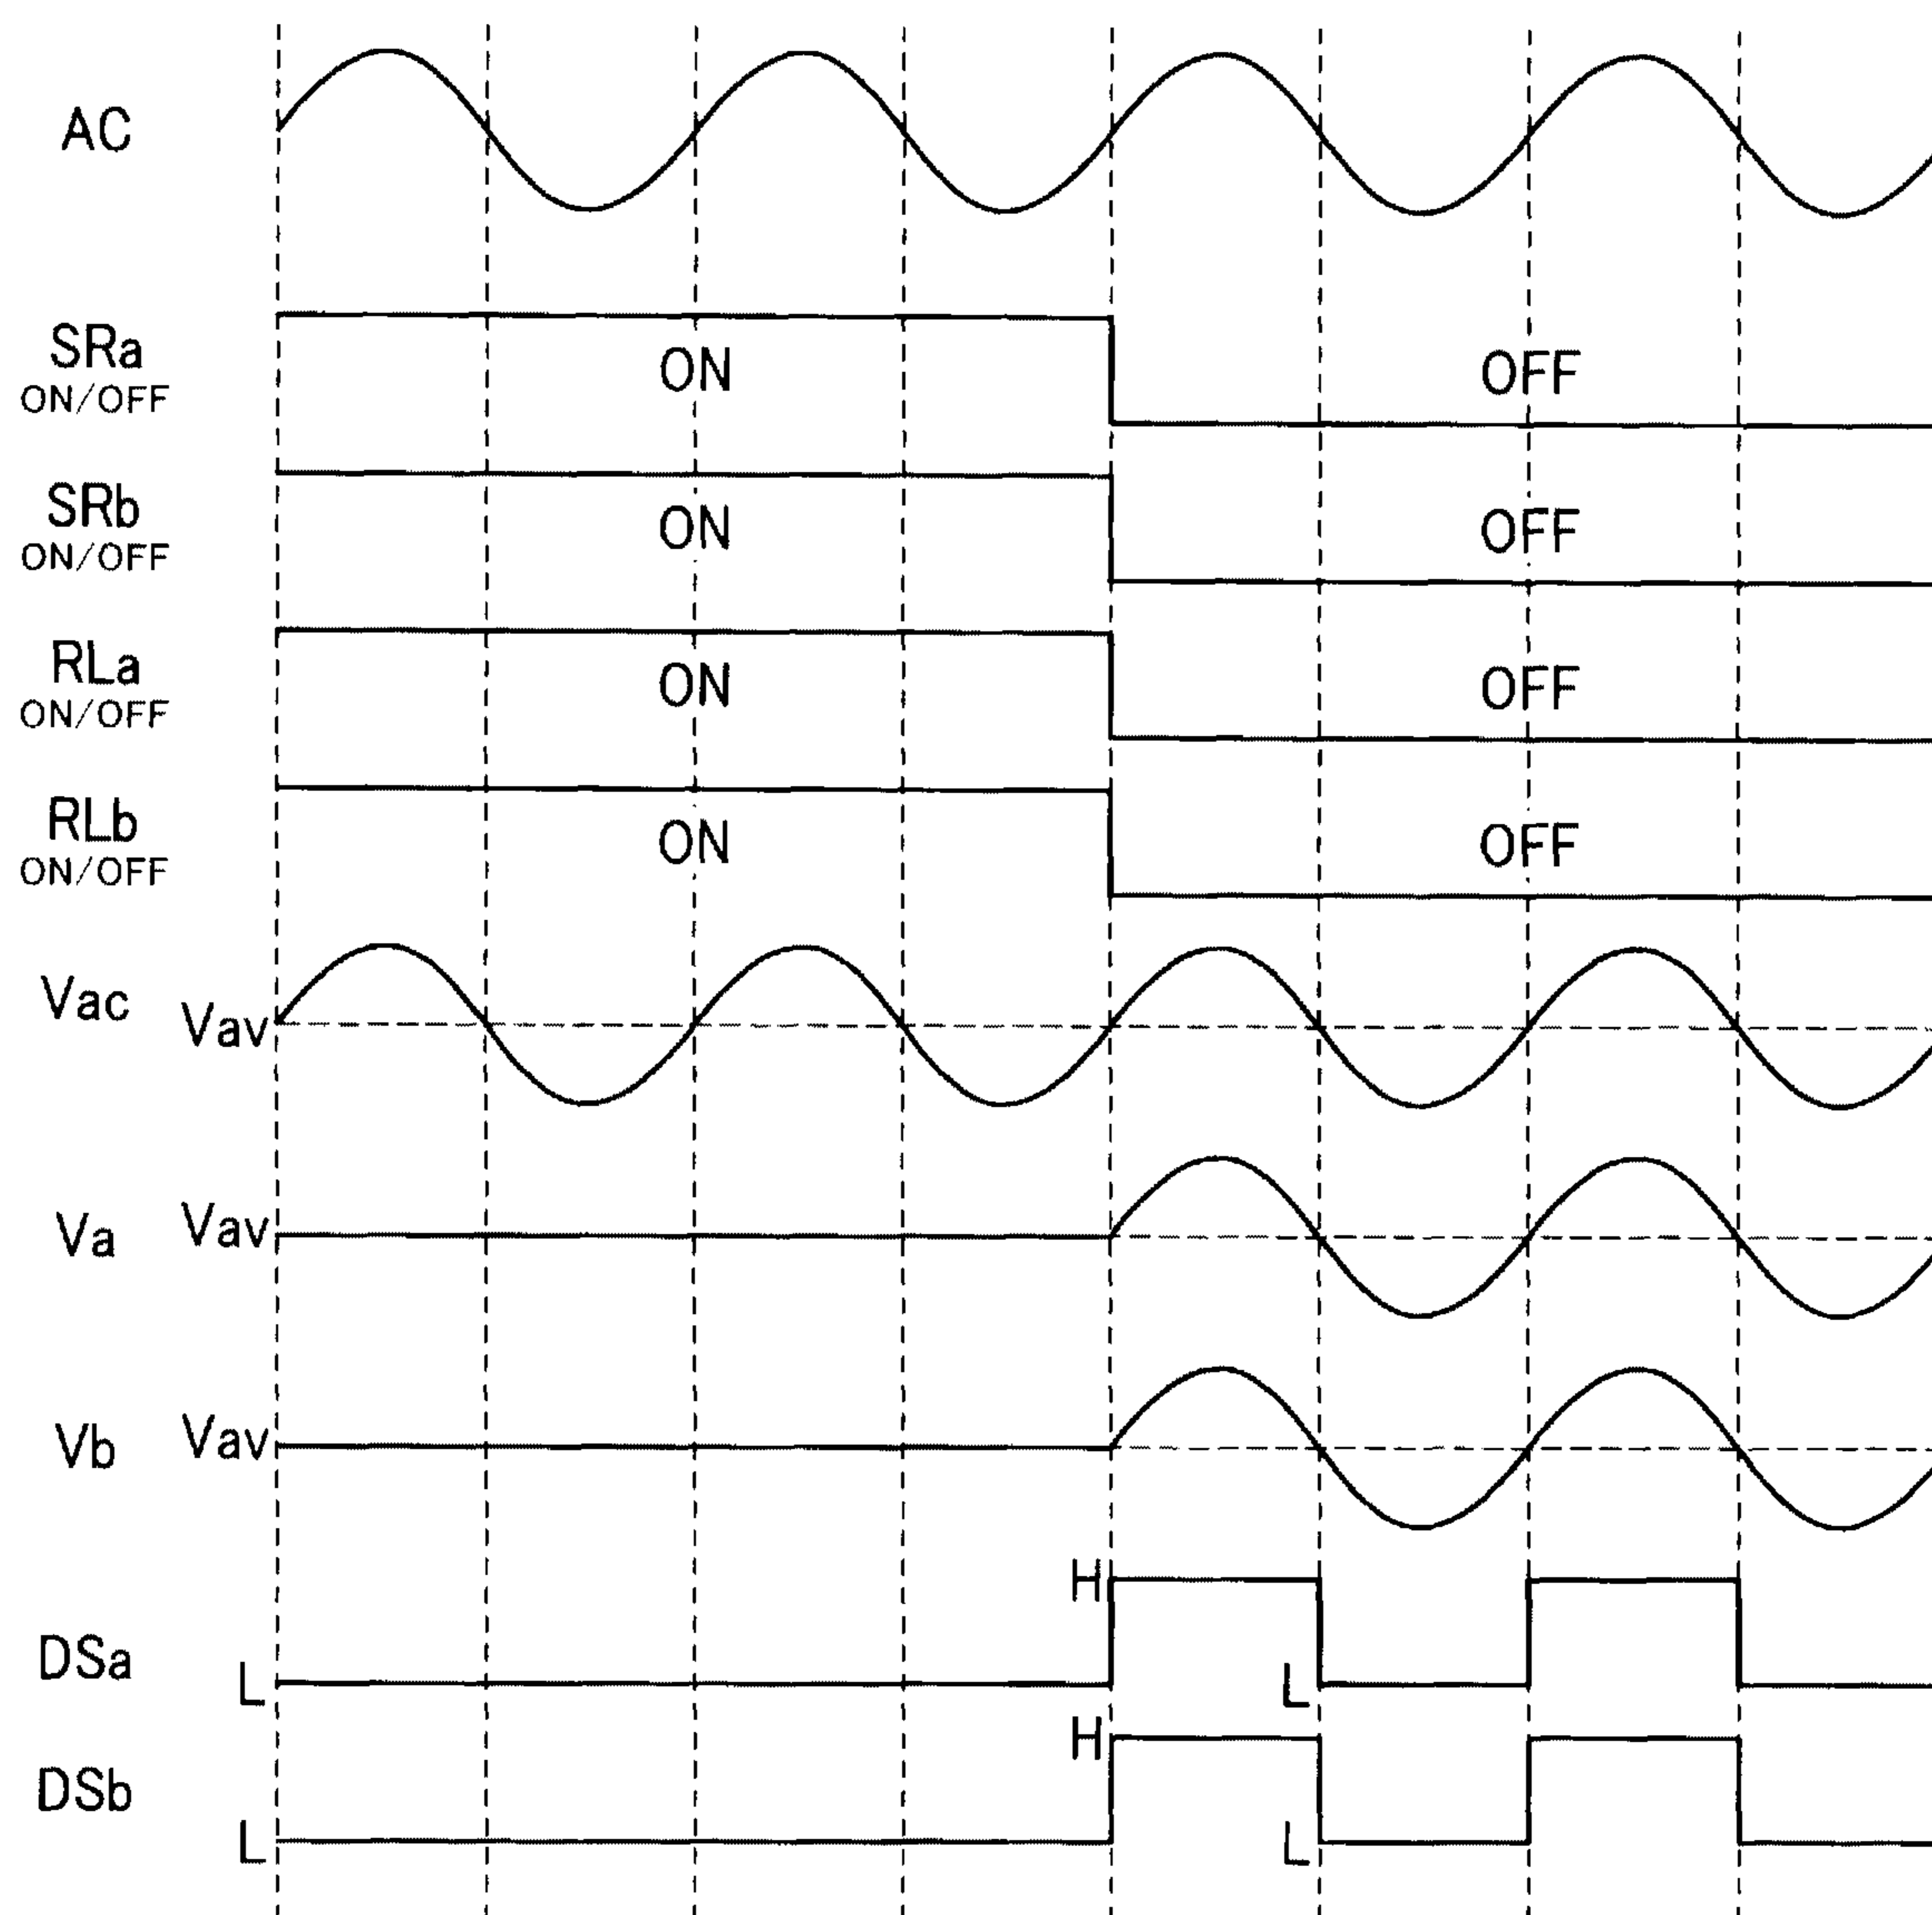 AC
SRa
ON/OFF
ON
OFF
SRb
ON/OFF
ON
OFF
RLa
ON/OFF
ON
OFF
RLb
ON/OFF
ON
OFF
Vac
Vav
Va
Vav
Vb
Vav
H
DSa
L
L
H
DSb
L
L